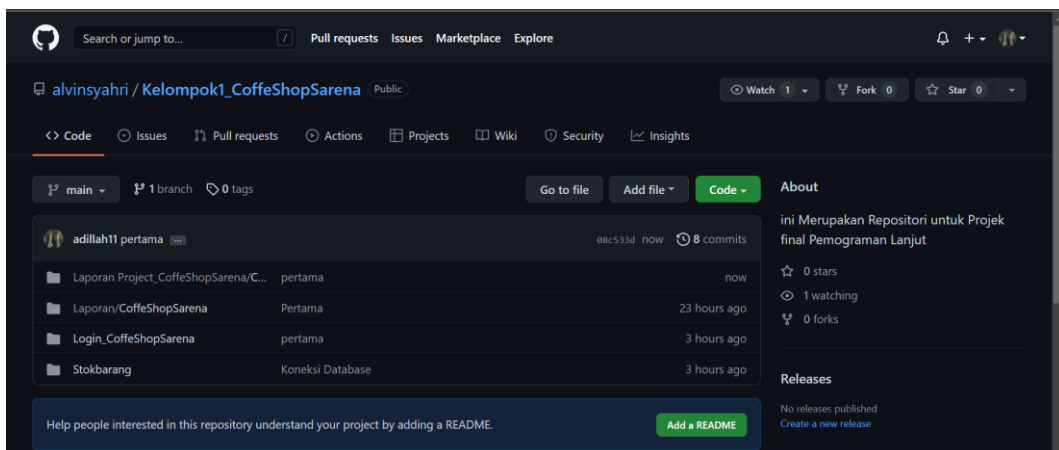 Search or jump to... / Pull requests Issues Marketplace Explore
alvinsyahri / Kelompok1_CoffeShopSarena Public Watch 1 Fork 0 Star 0
<> Code Issues Pull requests Actions Projects Wiki Security Insights
main 1 branch 0 tags Go to file Add file Code
adillah11 pertama ... 08c533d now 8 commits
Laporan Project_CoffeShopSarena/C... pertama now
Laporan/CoffeShopSarena Pertama 23 hours ago
Login_CoffeShopSarena pertama 3 hours ago
Stokbarang Koneksi Database 3 hours ago
Help people interested in this repository understand your project by adding a README. Add a README
About
ini Merupakan Repositori untuk Projek
final Pemograman Lanjut
0 stars
1 watching
0 forks
Releases
No releases published
Create a new release